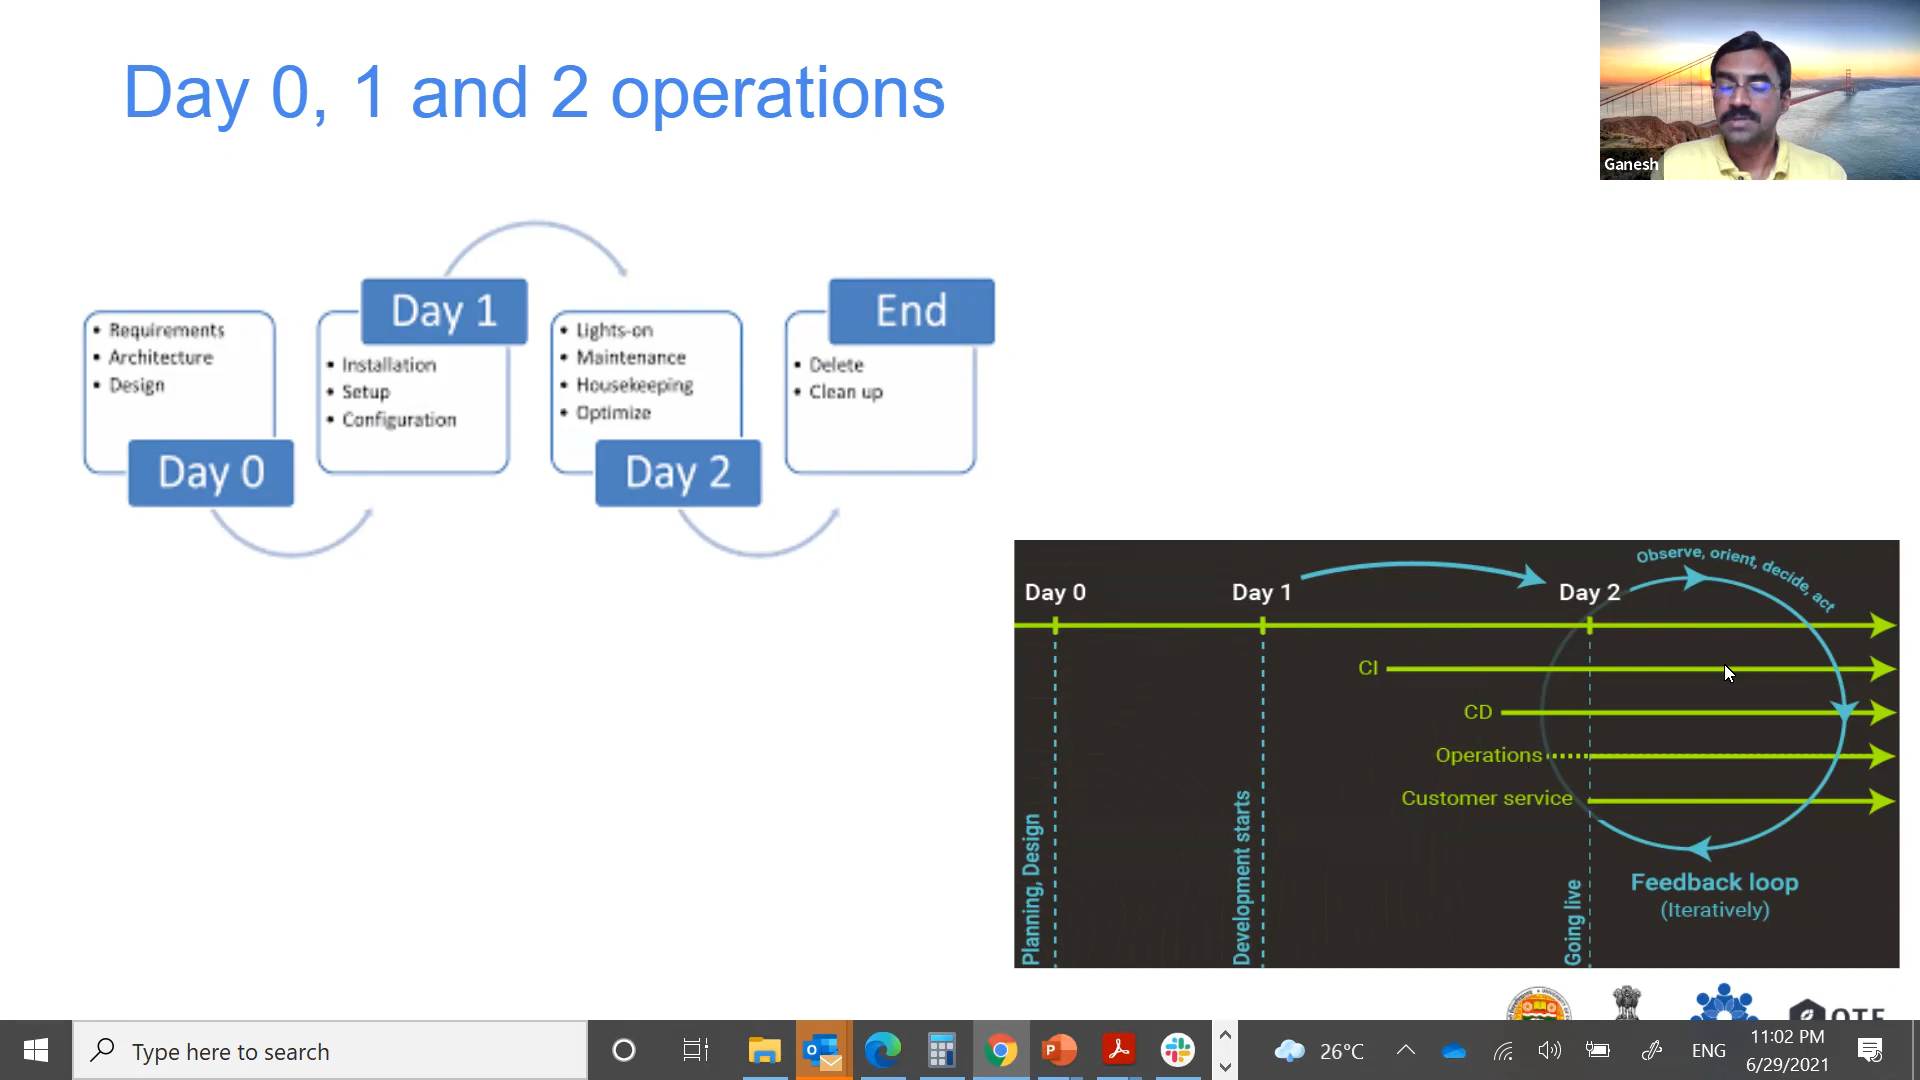 Day 0, 1 and 2 operations
Ganesh
• Requirements
• Architecture
• Design
Day 0
Day 1
• Installation
• Setup
• Configuration
• Lights-on
• Maintenance
• Housekeeping
• Optimize
Day 2
End
• Delete
• Clean up
Observe, orient, decide, act
Day 0
Day 1
Day 2
CI
CD
Operations
Customer service
Planning, Design
Development starts
Going live
Feedback loop
(Iteratively)
Type here to search
26°C
ENG
11:02 PM
6/29/2021